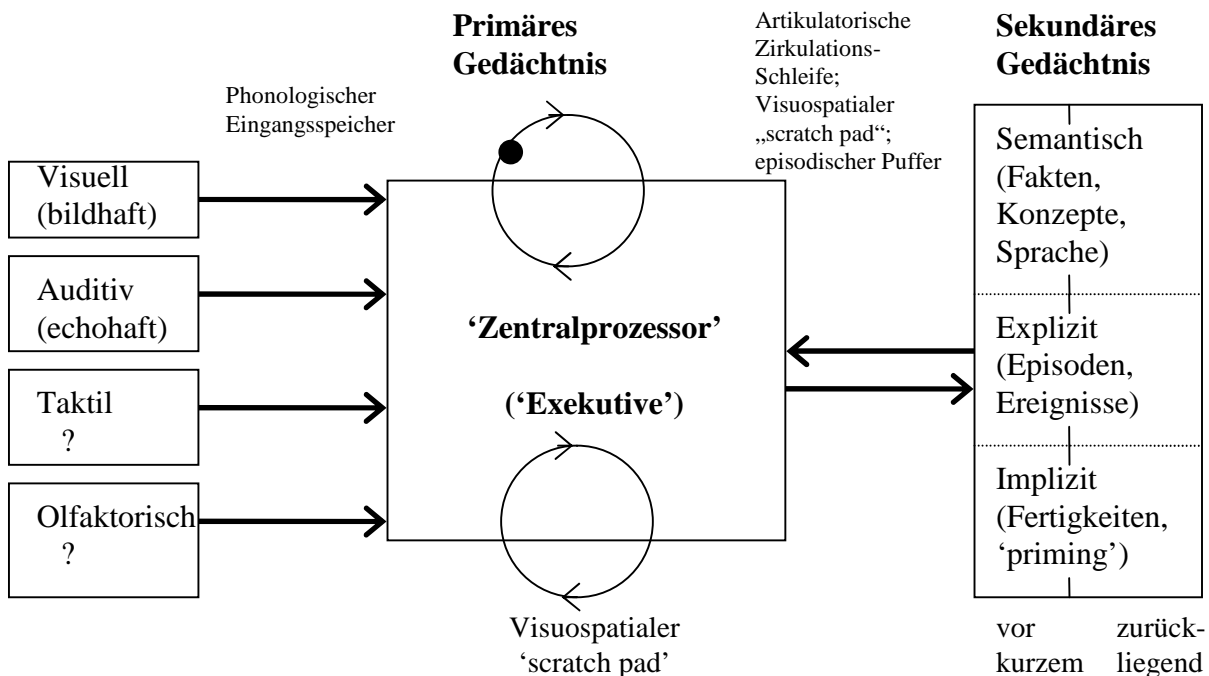 Primäres
Gedächtnis
Phonologischer
Eingangsspeicher
Artikulatorische
Zirkulations-
Schleife;
Visuospatialer
„scratch pad“;
episodischer Puffer
Sekundäres
Gedächtnis
Visuell
(bildhaft)
Auditiv
(echohaft)
Taktil
?
Olfaktorisch
?
‘Zentralprozessor’
(‘Exekutive’)
Visuospatialer
‘scratch pad’
Semantisch
(Fakten,
Konzepte,
Sprache)
Explizit
(Episoden,
Ereignisse)
Implizit
(Fertigkeiten,
‘priming’)
vor zurück-
kurzem liegend